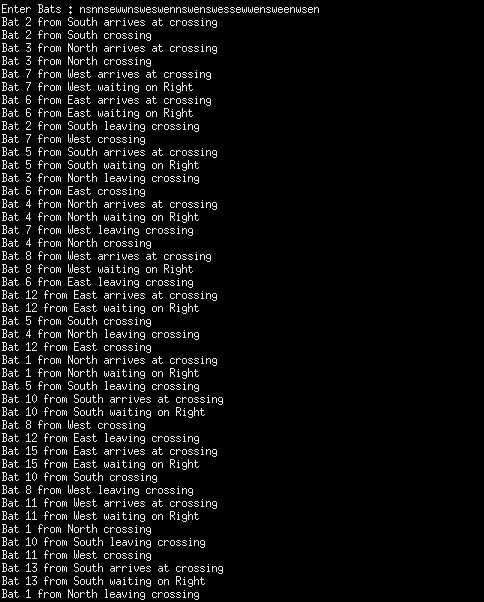 Enter Bats : nsnnsewwnsweswennswenswessewwensweenwsen
Bat 2 from South arrives at crossing
Bat 2 from South crossing
Bat 3 from North arrives at crossing
Bat 3 from North crossing
Bat 7 from West arrives at crossing
Bat 7 from West waiting on Right
Bat 6 from East arrives at crossing
Bat 6 from East waiting on Right
Bat 2 from South leaving crossing
Bat 7 from West crossing
Bat 5 from South arrives at crossing
Bat 5 from South waiting on Right
Bat 3 from North leaving crossing
Bat 6 from East crossing
Bat 4 from North arrives at crossing
Bat 4 from North waiting on Right
Bat 7 from West leaving crossing
Bat 4 from North crossing
Bat 8 from West arrives at crossing
Bat 8 from West waiting on Right
Bat 6 from East leaving crossing
Bat 12 from East arrives at crossing
Bat 12 from East waiting on Right
Bat 5 from South crossing
Bat 4 from North leaving crossing
Bat 12 from East crossing
Bat 1 from North arrives at crossing
Bat 1 from North waiting on Right
Bat 5 from South leaving crossing
Bat 10 from South arrives at crossing
Bat 10 from South waiting on Right
Bat 8 from West crossing
Bat 12 from East leaving crossing
Bat 15 from East arrives at crossing
Bat 15 from East waiting on Right
Bat 10 from South crossing
Bat 8 from West leaving crossing
Bat 11 from West arrives at crossing
Bat 11 from West waiting on Right
Bat 1 from North crossing
Bat 10 from South leaving crossing
Bat 11 from West crossing
Bat 13 from South arrives at crossing
Bat 13 from South waiting on Right
Bat 1 from North leaving crossing